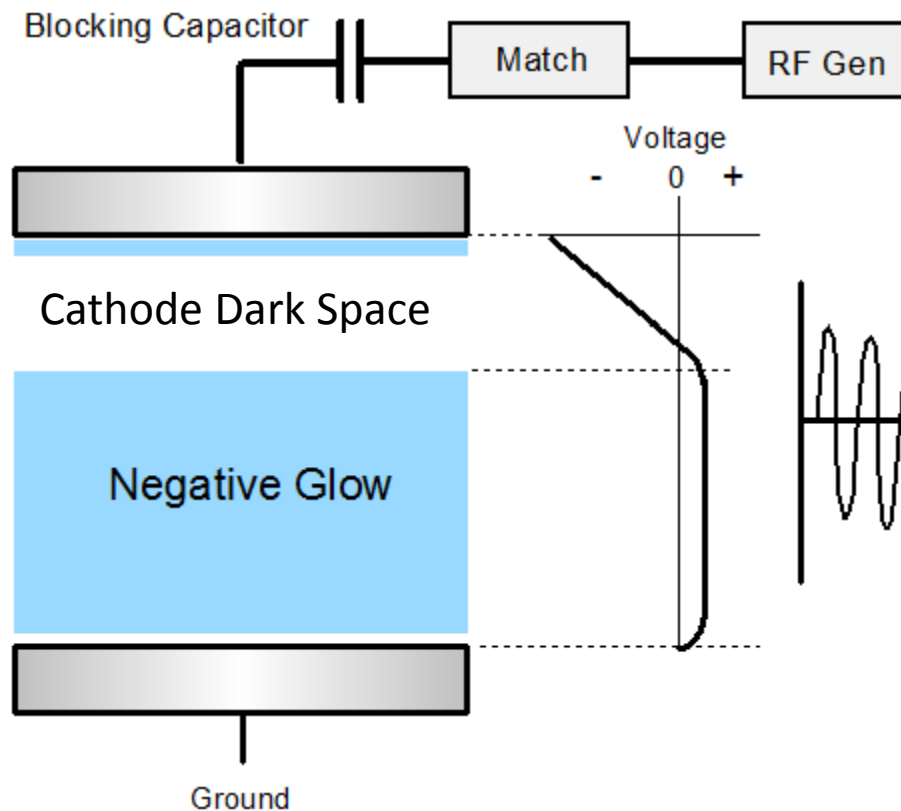 Blocking Capacitor
Match
RF Gen
Voltage
- 0 +
Cathode Dark Space
Negative Glow
Ground